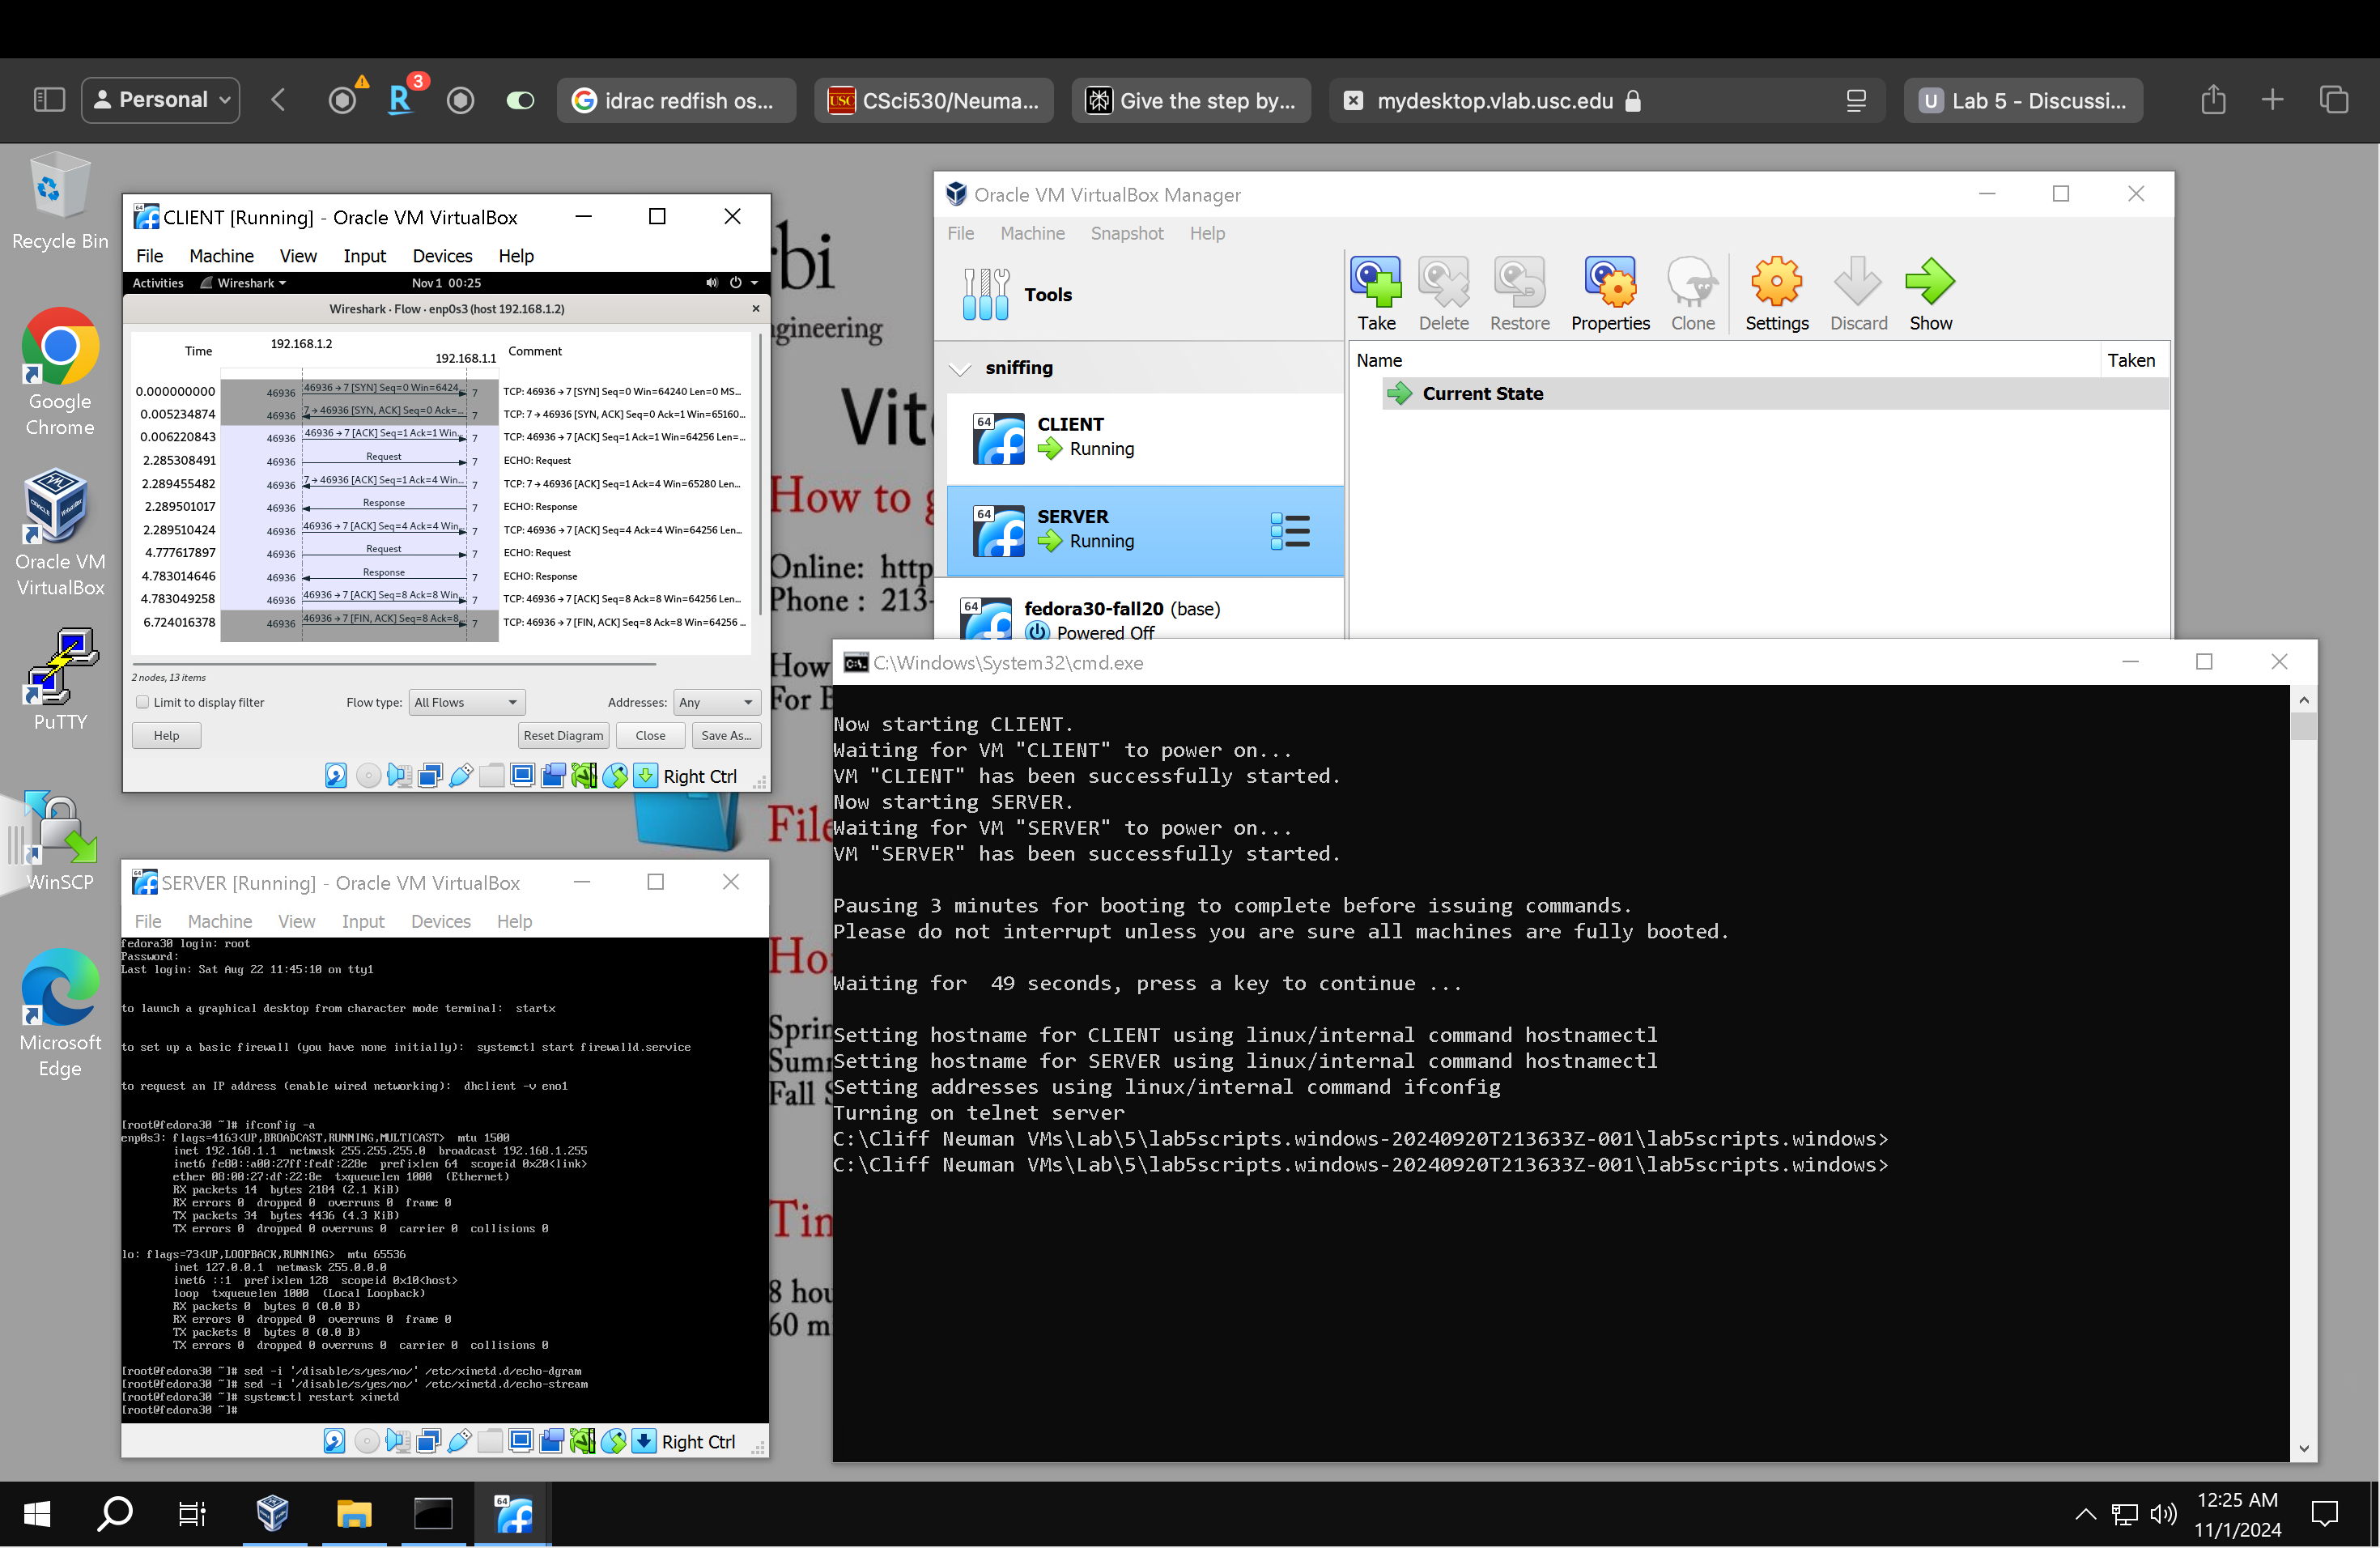 Personal
3
idrac redfish os...
CSci530/Neuma...
Give the step by...
mydesktop.vlab.usc.edu
U
Lab 5 - Discussi...
Recycle Bin
Google
Chrome
Oracle VM
VirtualBox
PuTTY
WinSCP
Microsoft
Edge
CLIENT [Running] - Oracle VM VirtualBox
File Machine View Input Devices Help
Activities Wireshark Nov 1 00:25
Wireshark · Flow · enp0s3 (host 192.168.1.2)
Time 192.168.1.2 192.168.1.1 Comment
0.000000000 46936 46936 → 7 [SYN] Seq=0 Win=6424... 7 TCP: 46936 → 7 [SYN] Seq=0 Win=64240 Len=0 MS...
0.005234874 46936 7 → 46936 [SYN, ACK] Seq=0 Ack=... 7 TCP: 7 → 46936 [SYN, ACK] Seq=0 Ack=1 Win=65160...
0.006220843 46936 46936 → 7 [ACK] Seq=1 Ack=1 Win... 7 TCP: 46936 → 7 [ACK] Seq=1 Ack=1 Win=64256 Len=...
2.285308491 46936 Request 7 ECHO: Request
2.289455482 46936 7 → 46936 [ACK] Seq=1 Ack=4 Win... 7 TCP: 7 → 46936 [ACK] Seq=1 Ack=4 Win=65280 Len...
2.289501017 46936 Response 7 ECHO: Response
2.289510424 46936 46936 → 7 [ACK] Seq=4 Ack=4 Win... 7 TCP: 46936 → 7 [ACK] Seq=4 Ack=4 Win=64256 Len...
4.777617897 46936 Request 7 ECHO: Request
4.783014646 46936 Response 7 ECHO: Response
4.783049258 46936 46936 → 7 [ACK] Seq=8 Ack=8 Win... 7 TCP: 46936 → 7 [ACK] Seq=8 Ack=8 Win=64256 Len...
6.724016378 46936 46936 → 7 [FIN, ACK] Seq=8 Ack=8... 7 TCP: 46936 → 7 [FIN, ACK] Seq=8 Ack=8 Win=64256 ...
2 nodes, 13 items
Limit to display filter Flow type: All Flows Addresses: Any
Help Reset Diagram Close Save As...
Right Ctrl
rbi
gineering
Vit
How to g
Online: http
Phone : 213-
How
For B
File
Ho
Sprin
Summ
Fall S
Tin
8 hou
60 m
Oracle VM VirtualBox Manager
File Machine Snapshot Help
Tools
Take Delete Restore Properties Clone Settings Discard Show
sniffing
64
CLIENT
Running
64
SERVER
Running
64
fedora30-fall20 (base)
Powered Off
Name Taken
Current State
SERVER [Running] - Oracle VM VirtualBox
File Machine View Input Devices Help
fedora30 login: root
Password:
Last login: Sat Aug 22 11:45:10 on tty1
to launch a graphical desktop from character mode terminal: startx
to set up a basic firewall (you have none initially): systemctl start firewalld.service
to request an IP address (enable wired networking): dhclient -v eno1
[root@fedora30 ~]# ifconfig -a
enp0s3: flags=4163<UP,BROADCAST,RUNNING,MULTICAST> mtu 1500
inet 192.168.1.1 netmask 255.255.255.0 broadcast 192.168.1.255
inet6 fe80::a00:27ff:fedf:228e prefixlen 64 scopeid 0x20<link>
ether 08:00:27:df:22:8e txqueuelen 1000 (Ethernet)
RX packets 14 bytes 2184 (2.1 KiB)
RX errors 0 dropped 0 overruns 0 frame 0
TX packets 34 bytes 4436 (4.3 KiB)
TX errors 0 dropped 0 overruns 0 carrier 0 collisions 0
lo: flags=73<UP,LOOPBACK,RUNNING> mtu 65536
inet 127.0.0.1 netmask 255.0.0.0
inet6 ::1 prefixlen 128 scopeid 0x10<host>
loop txqueuelen 1000 (Local Loopback)
RX packets 0 bytes 0 (0.0 B)
RX errors 0 dropped 0 overruns 0 frame 0
TX packets 0 bytes 0 (0.0 B)
TX errors 0 dropped 0 overruns 0 carrier 0 collisions 0
[root@fedora30 ~]# sed -i '/disable/s/yes/no/' /etc/xinetd.d/echo-dgram
[root@fedora30 ~]# sed -i '/disable/s/yes/no/' /etc/xinetd.d/echo-stream
[root@fedora30 ~]# systemctl restart xinetd
[root@fedora30 ~]#
Right Ctrl
C:\Windows\System32\cmd.exe
Now starting CLIENT.
Waiting for VM "CLIENT" to power on...
VM "CLIENT" has been successfully started.
Now starting SERVER.
Waiting for VM "SERVER" to power on...
VM "SERVER" has been successfully started.
Pausing 3 minutes for booting to complete before issuing commands.
Please do not interrupt unless you are sure all machines are fully booted.
Waiting for  49 seconds, press a key to continue ...
Setting hostname for CLIENT using linux/internal command hostnamectl
Setting hostname for SERVER using linux/internal command hostnamectl
Setting addresses using linux/internal command ifconfig
Turning on telnet server
C:\Cliff Neuman VMs\Lab\5\lab5scripts.windows-20240920T213633Z-001\lab5scripts.windows>
C:\Cliff Neuman VMs\Lab\5\lab5scripts.windows-20240920T213633Z-001\lab5scripts.windows>
12:25 AM
11/1/2024